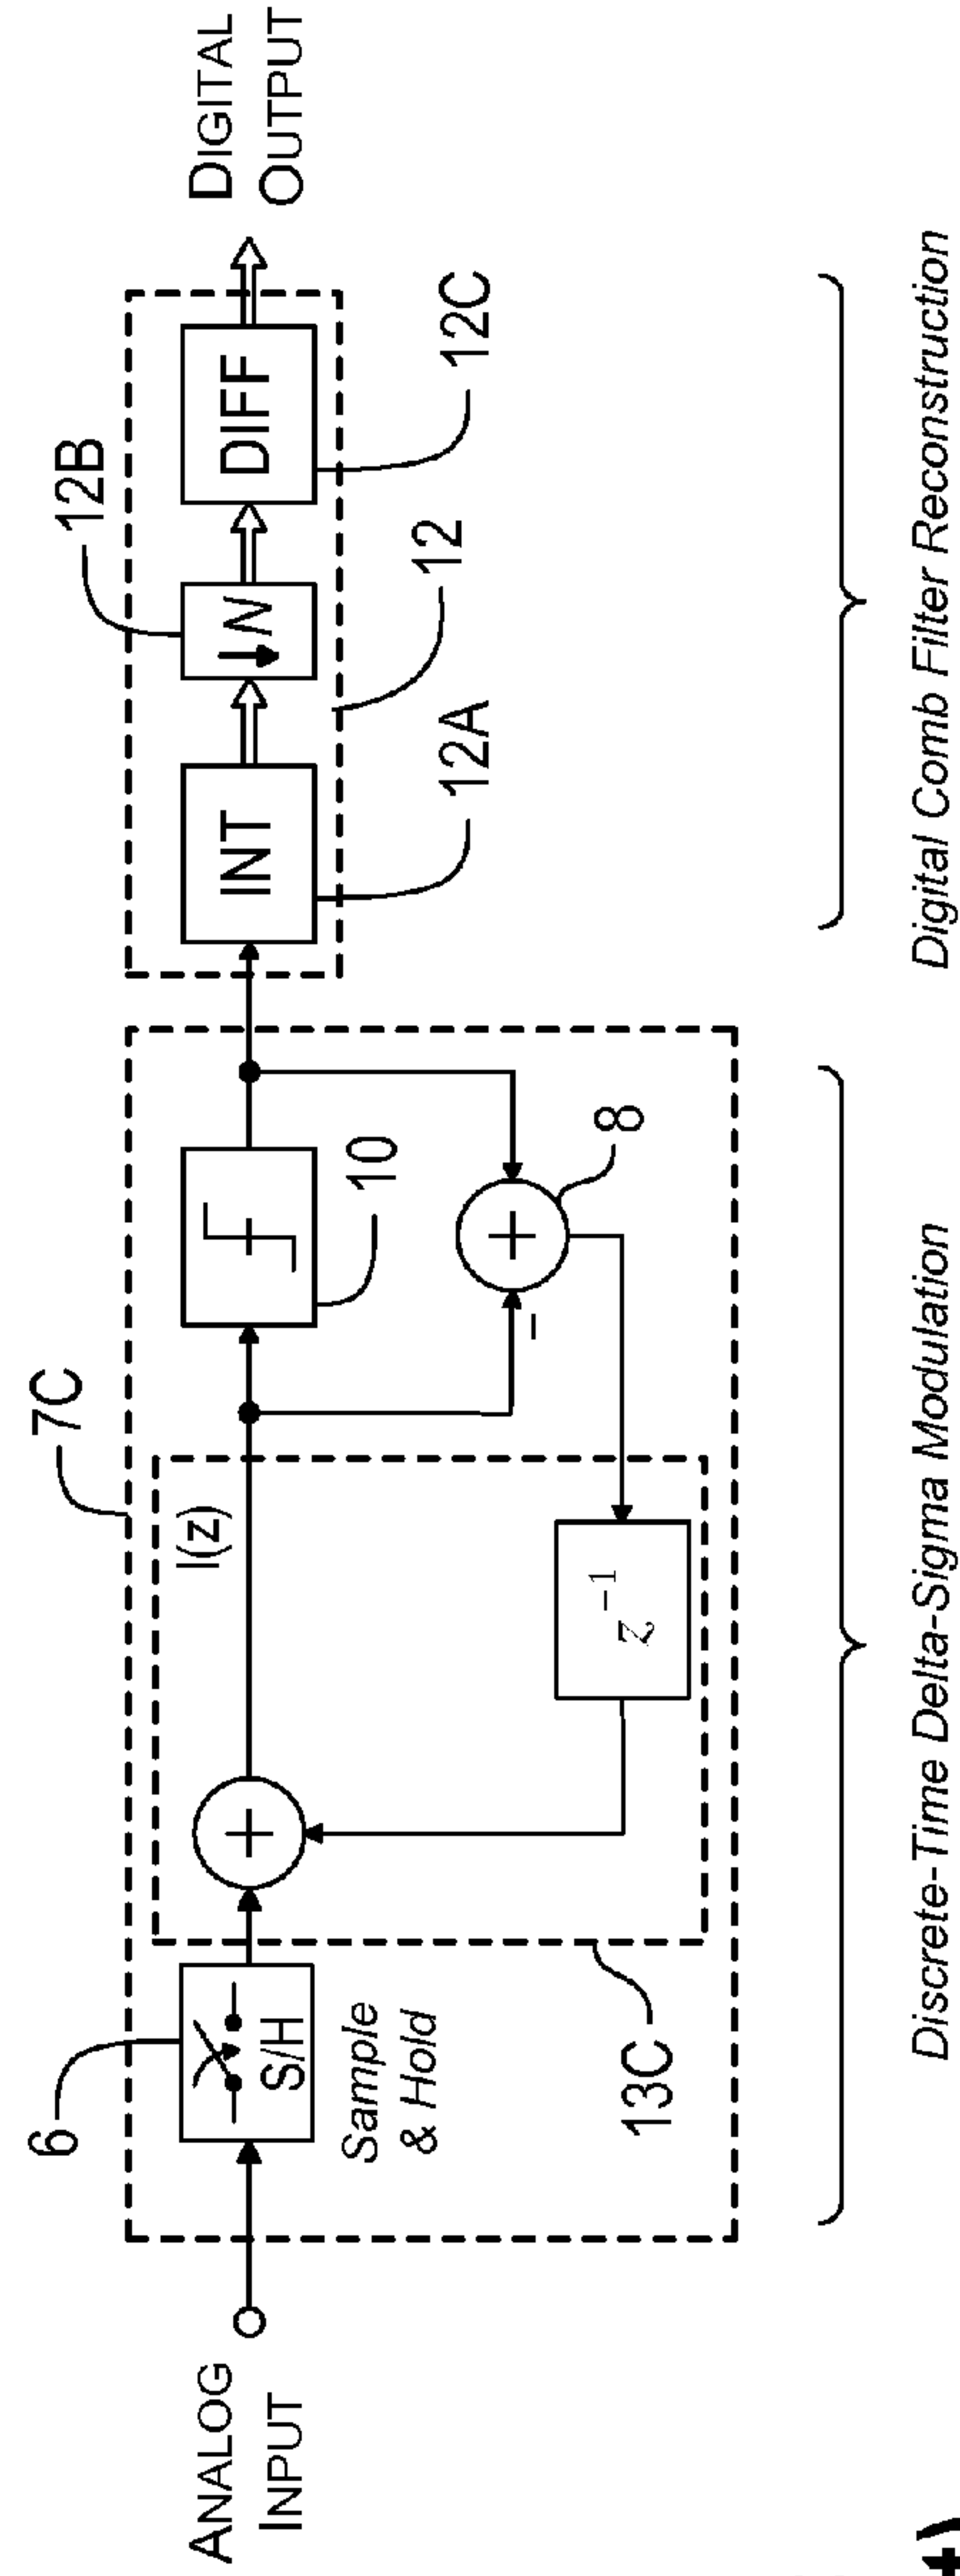 7C
12B
6
ANALOG
INPUT
S/H
Sample
& Hold
I(z)
z⁻¹
13C
+
+
−
8
10
INT
↓N
DIFF
12A
12
12C
DIGITAL
OUTPUT
Discrete-Time Delta-Sigma Modulation
Digital Comb Filter Reconstruction